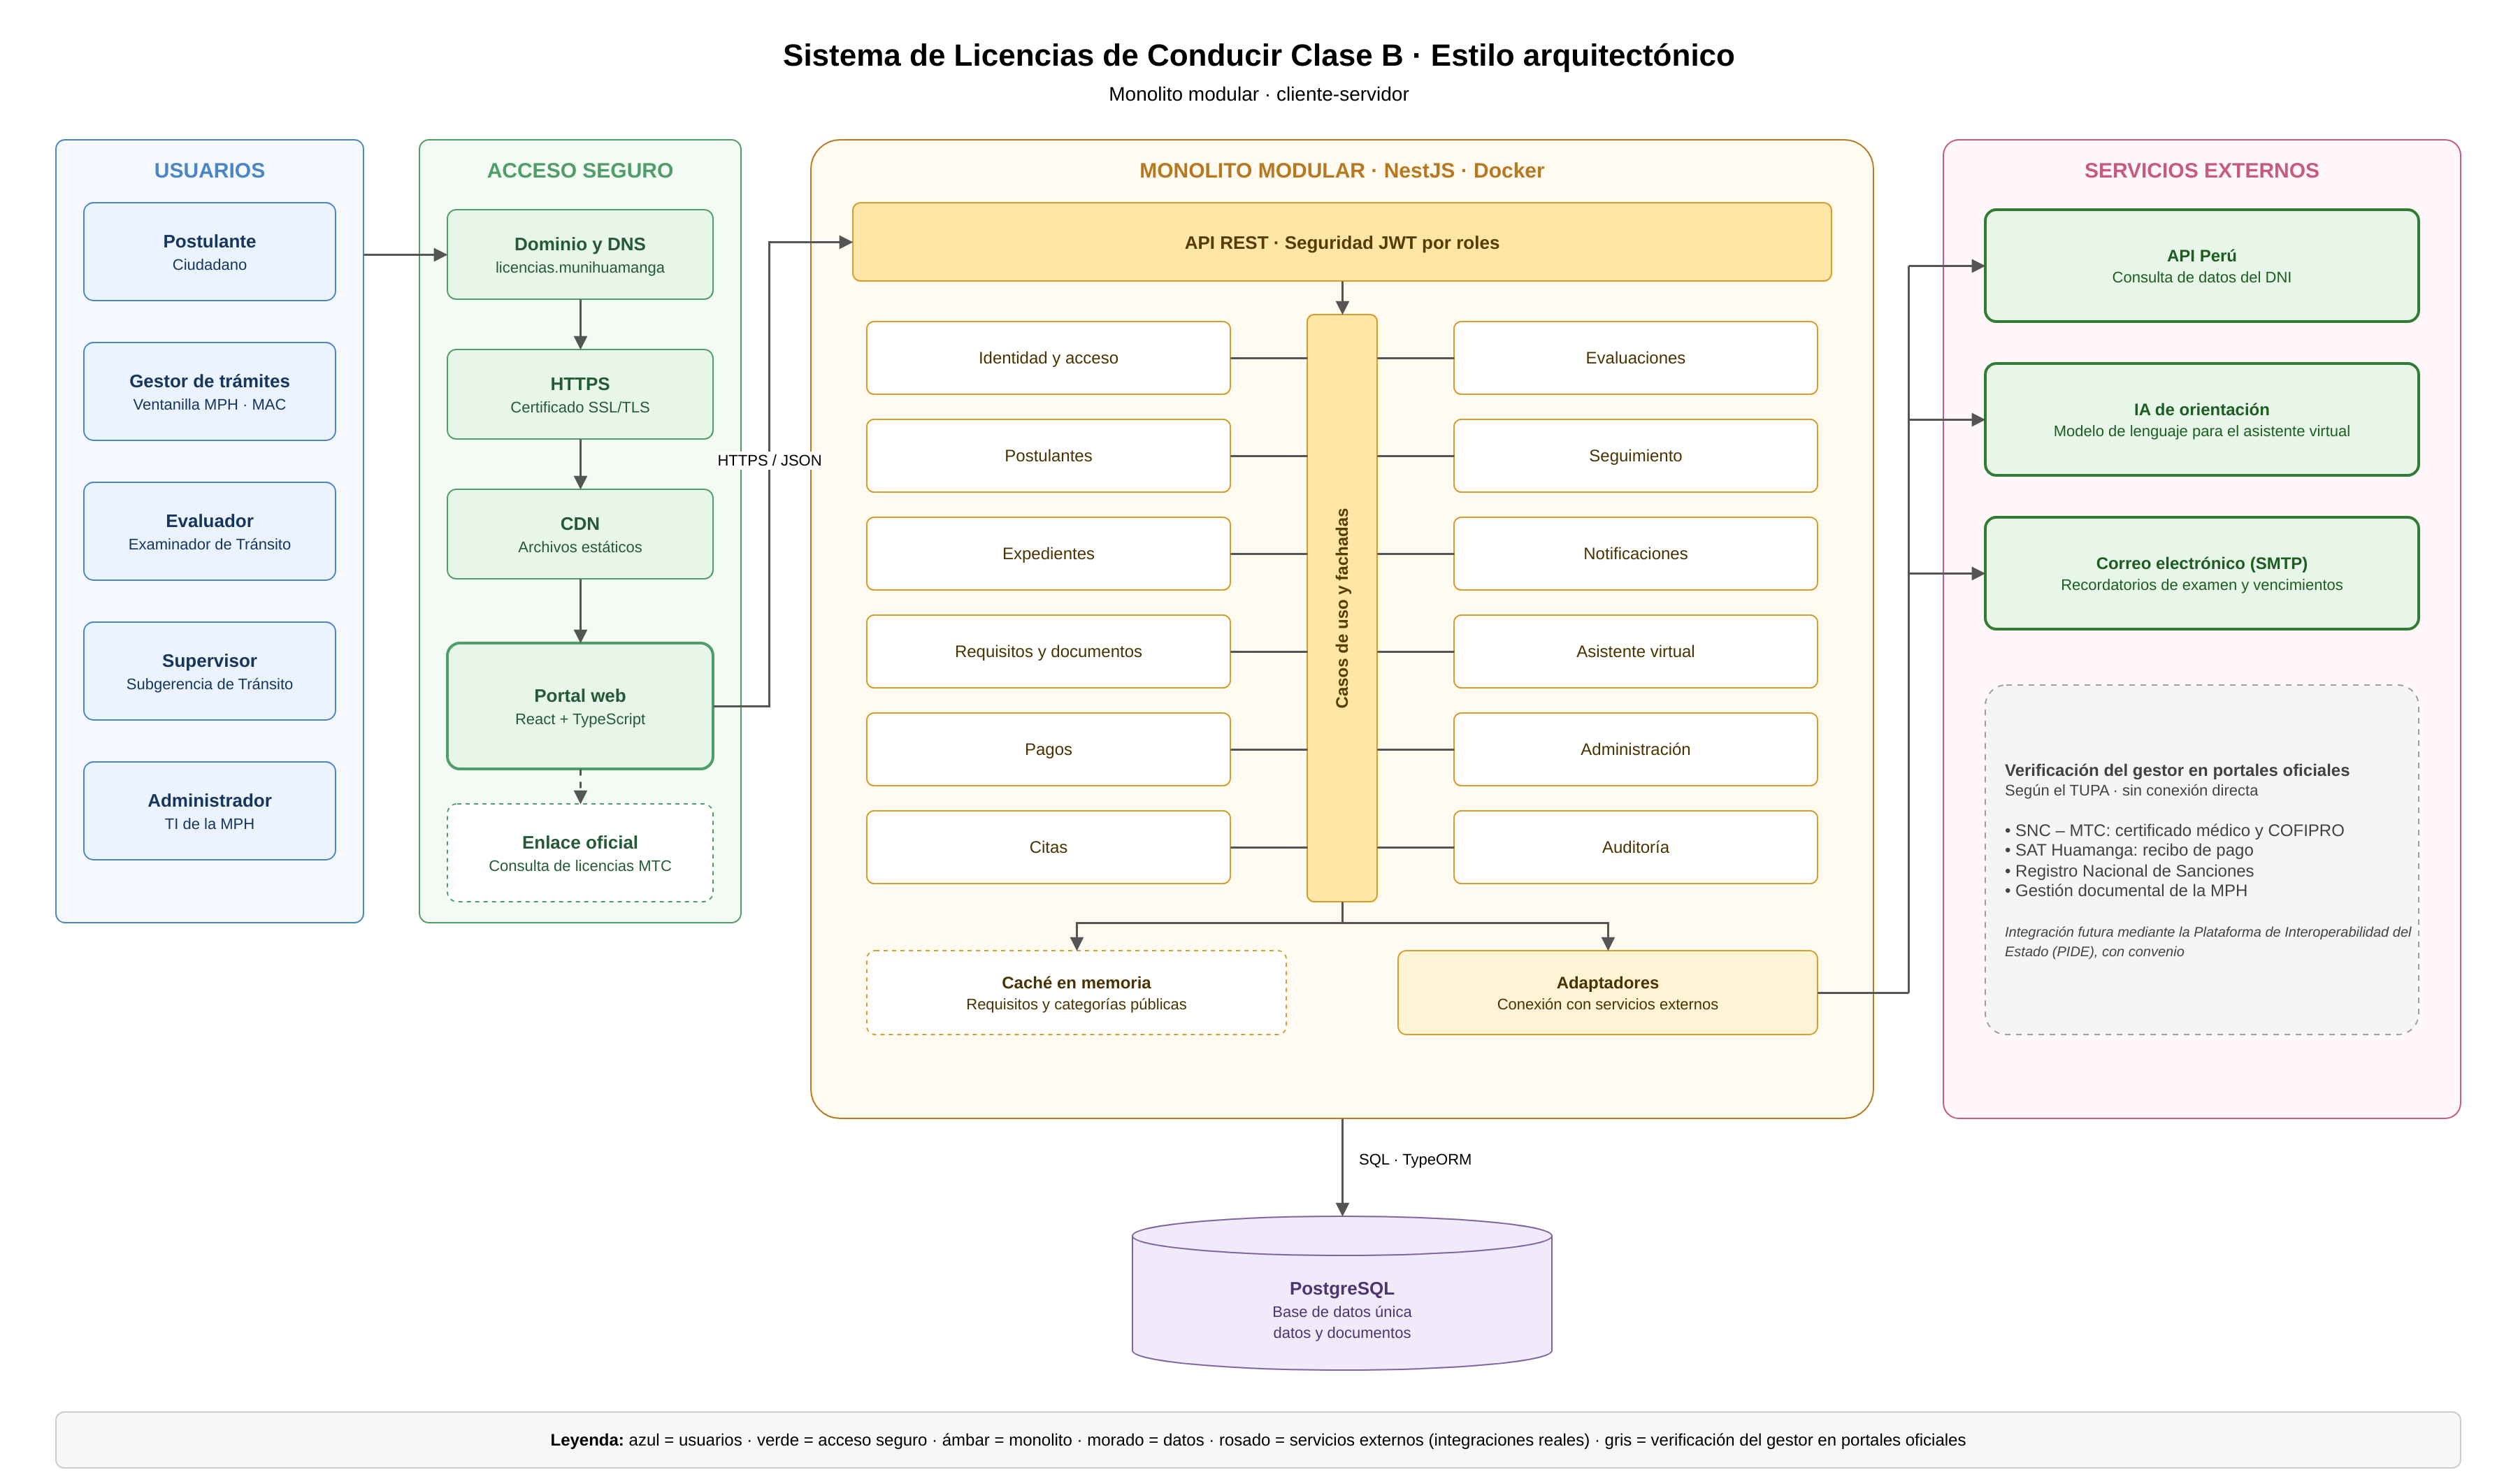 Sistema de Licencias de Conducir Clase B · Estilo arquitectónico
Monolito modular · cliente-servidor
USUARIOS
Postulante
Ciudadano
Gestor de trámites
Ventanilla MPH · MAC
Evaluador
Examinador de Tránsito
Supervisor
Subgerencia de Tránsito
Administrador
TI de la MPH
ACCESO SEGURO
Dominio y DNS
licencias.munihuamanga
HTTPS
Certificado SSL/TLS
CDN
Archivos estáticos
Portal web
React + TypeScript
Enlace oficial
Consulta de licencias MTC
HTTPS / JSON
MONOLITO MODULAR · NestJS · Docker
API REST · Seguridad JWT por roles
Identidad y acceso
Postulantes
Expedientes
Requisitos y documentos
Pagos
Citas
Casos de uso y fachadas
Evaluaciones
Seguimiento
Notificaciones
Asistente virtual
Administración
Auditoría
Caché en memoria
Requisitos y categorías públicas
Adaptadores
Conexión con servicios externos
SERVICIOS EXTERNOS
API Perú
Consulta de datos del DNI
IA de orientación
Modelo de lenguaje para el asistente virtual
Correo electrónico (SMTP)
Recordatorios de examen y vencimientos
Verificación del gestor en portales oficiales
Según el TUPA · sin conexión directa
• SNC – MTC: certificado médico y COFIPRO
• SAT Huamanga: recibo de pago
• Registro Nacional de Sanciones
• Gestión documental de la MPH
Integración futura mediante la Plataforma de Interoperabilidad del
Estado (PIDE), con convenio
SQL · TypeORM
PostgreSQL
Base de datos única
datos y documentos
Leyenda: azul = usuarios · verde = acceso seguro · ámbar = monolito · morado = datos · rosado = servicios externos (integraciones reales) · gris = verificación del gestor en portales oficiales